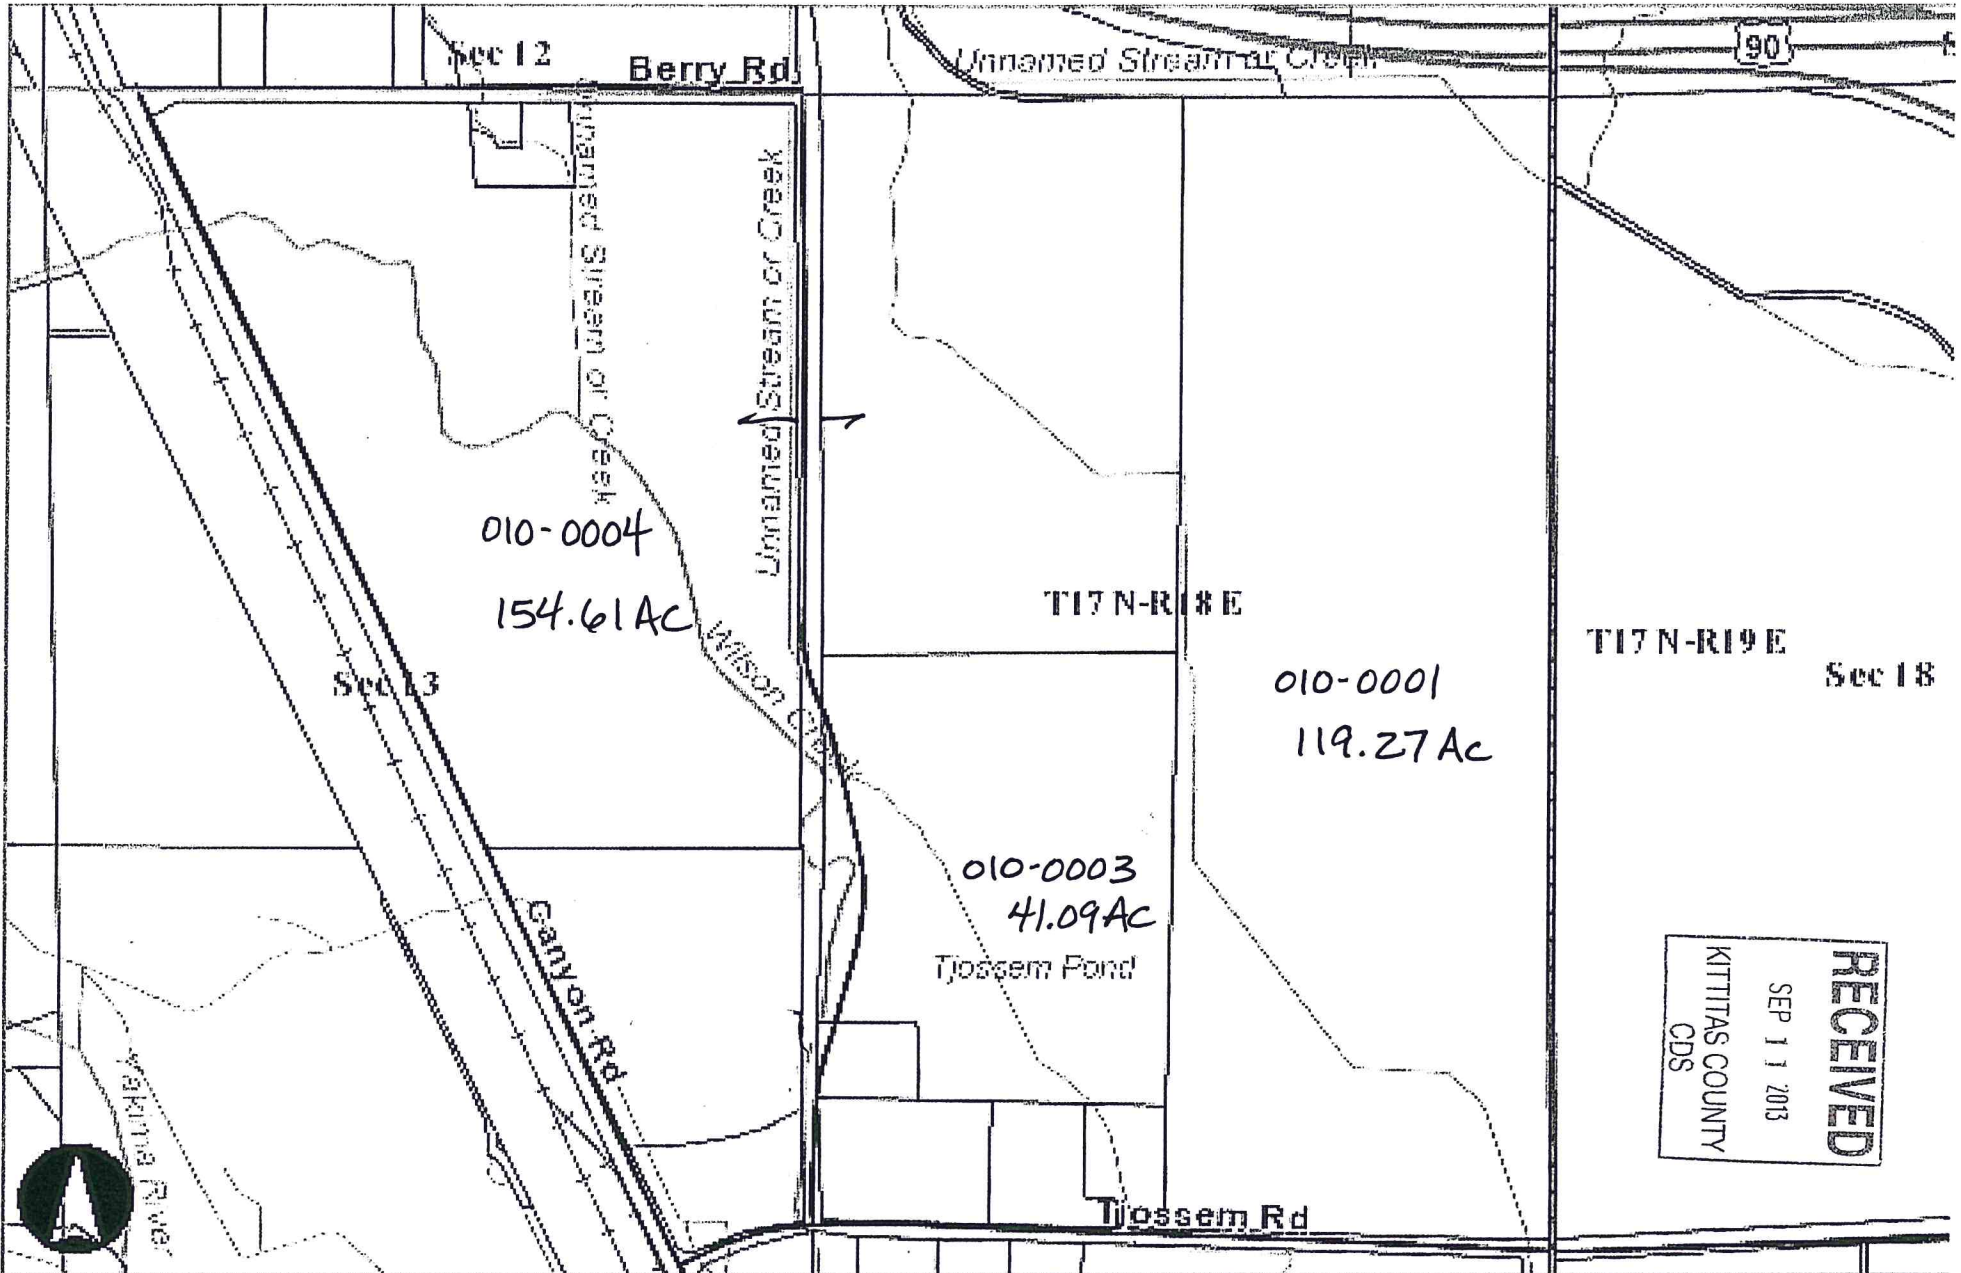 Sec 12
Berry Rd
Unnamed Stream or Creek
90
Unnamed Stream or Creek
Unnamed Stream or Creek
010-0004
154.61 AC
Wilson Creek
Sec 13
T17 N-R18 E
T17 N-R19 E
Sec 18
010-0001
119.27 Ac
010-0003
41.09 AC
Tjossem Pond
Canyon Rd
Yakima River
Tjossem Rd
RECEIVED
SEP 11 2013
KITTITAS COUNTY
CDS